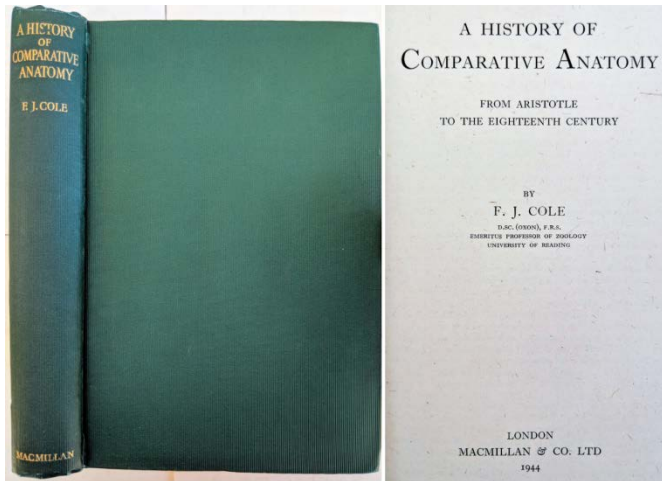 A HISTORY
OF
COMPARATIVE
ANATOMY
F. J. COLE
MACMILLAN
A HISTORY OF
COMPARATIVE ANATOMY
FROM ARISTOTLE
TO THE EIGHTEENTH CENTURY
BY
F. J. COLE
D.SC. (OXON), F.R.S.
EMERITUS PROFESSOR OF ZOOLOGY
UNIVERSITY OF READING
LONDON
MACMILLAN & CO. LTD
1944